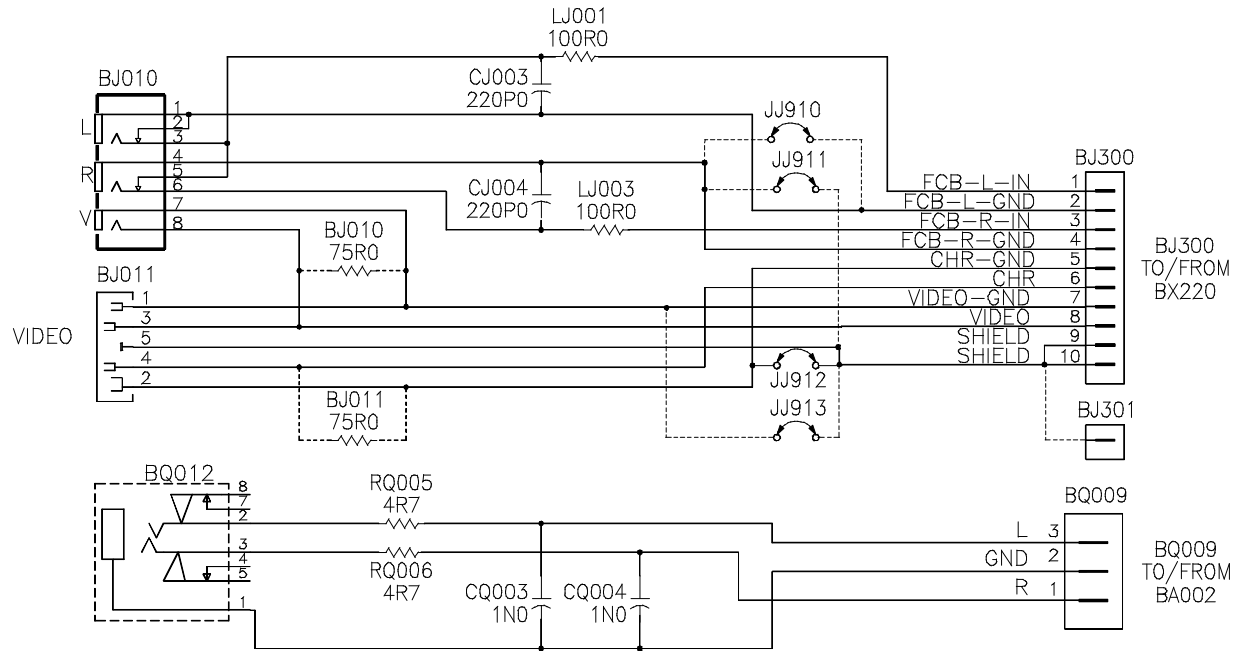 LJ001
100R0
BJ010
CJ003
220P0
JJ910
1
2
3
L
JJ911
BJ300
4
5
6
R
CJ004
220P0
LJ003
100R0
FCB-L-IN 1
FCB-L-GND 2
FCB-R-IN 3
FCB-R-GND 4
CHR-GND 5
CHR 6
VIDEO-GND 7
VIDEO 8
SHIELD 9
SHIELD 10
BJ300
TO/FROM
BX220
7
8
V
BJ010
75R0
BJ011
VIDEO
1
3
5
4
2
BJ011
75R0
JJ912
JJ913
BJ301
BQ012
8
7
2
3
4
5
1
RQ005
4R7
RQ006
4R7
CQ003
1N0
CQ004
1N0
BQ009
L 3
GND 2
R 1
BQ009
TO/FROM
BA002